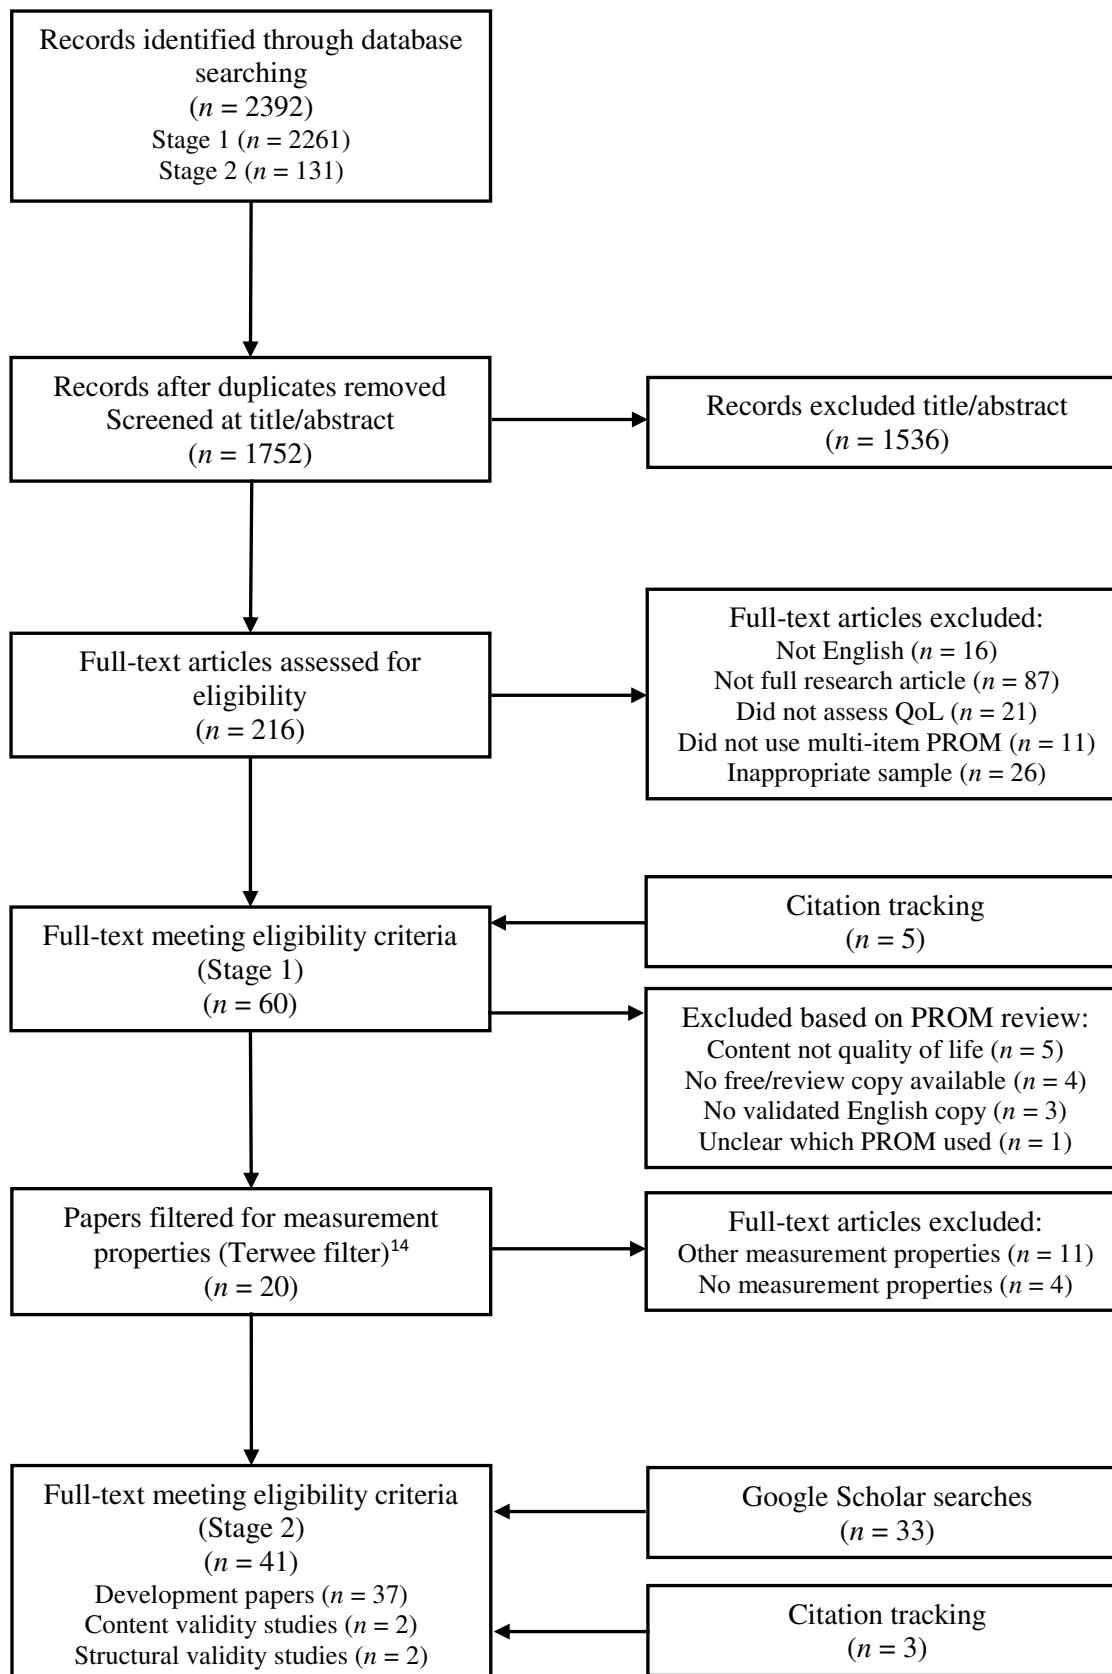 Records identified through database
searching
(n = 2392)
Stage 1 (n = 2261)
Stage 2 (n = 131)
Records after duplicates removed
Screened at title/abstract
(n = 1752)
Records excluded title/abstract
(n = 1536)
Full-text articles assessed for
eligibility
(n = 216)
Full-text articles excluded:
Not English (n = 16)
Not full research article (n = 87)
Did not assess QoL (n = 21)
Did not use multi-item PROM (n = 11)
Inappropriate sample (n = 26)
Full-text meeting eligibility criteria
(Stage 1)
(n = 60)
Citation tracking
(n = 5)
Excluded based on PROM review:
Content not quality of life (n = 5)
No free/review copy available (n = 4)
No validated English copy (n = 3)
Unclear which PROM used (n = 1)
Papers filtered for measurement
properties (Terwee filter)14
(n = 20)
Full-text articles excluded:
Other measurement properties (n = 11)
No measurement properties (n = 4)
Full-text meeting eligibility criteria
(Stage 2)
(n = 41)
Development papers (n = 37)
Content validity studies (n = 2)
Structural validity studies (n = 2)
Google Scholar searches
(n = 33)
Citation tracking
(n = 3)